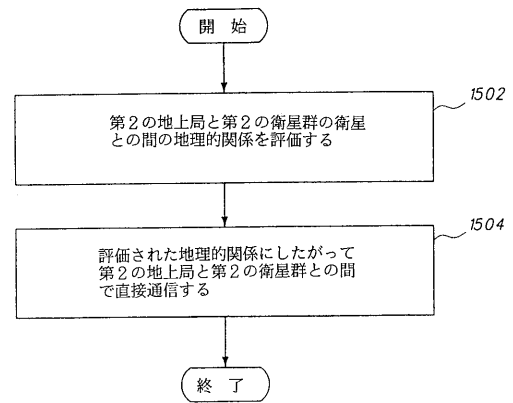 開 始
1502
第２の地上局と第２の衛星群の衛星
との間の地理的関係を評価する
1504
評価された地理的関係にしたがって
第２の地上局と第２の衛星群との間
で直接通信する
終 了